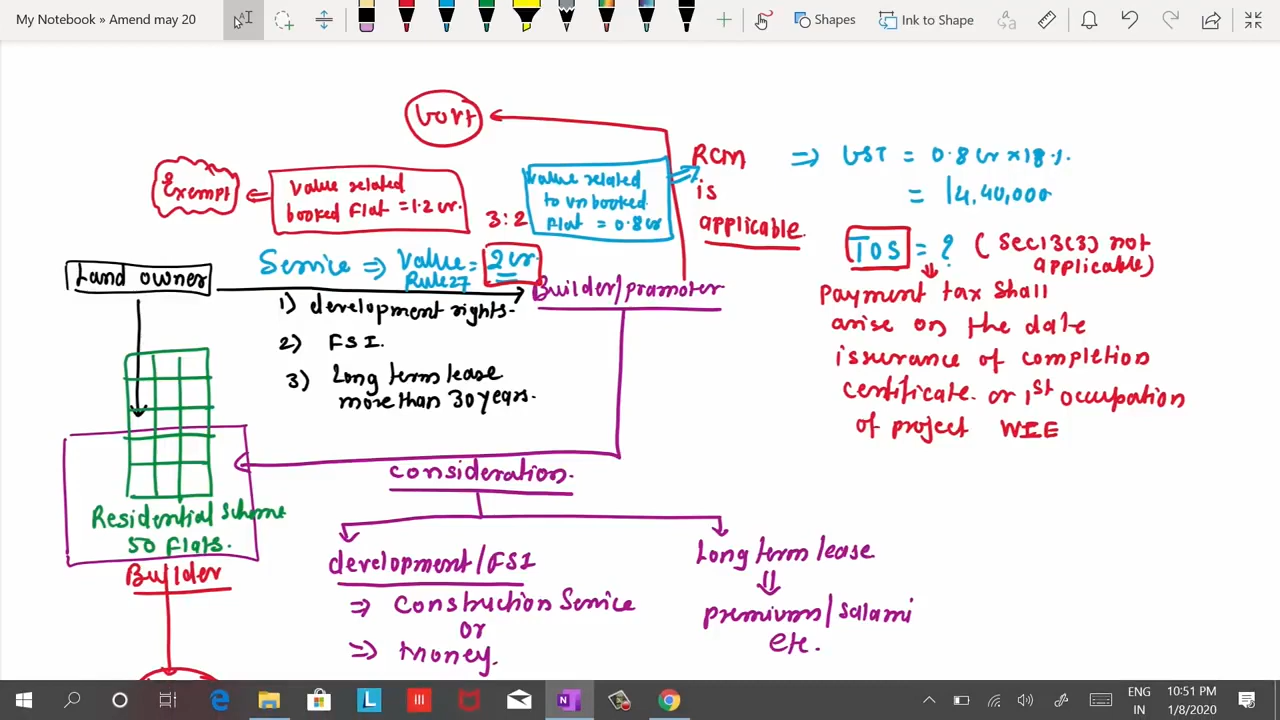 My Notebook » Amend may 20
Shapes
Ink to Shape
Govt
Exempt
Value related
booked Flat = 1.2 cr.
3:2
Value related
to unbooked
Flat = 0.8 cr
RCM
is
applicable.
⇒ GST = 0.8 cr × 18%.
= 14,40,000
TOS = ? (Sec 13(3) not
applicable)
Payment tax shall
arise on the date
issurance of completion
certificate. or 1st occupation
of project WIE
Land owner
Service ⇒ Value = 2 cr.
Rule 27
Builder/promoter
1) development rights.
2) FSI.
3) Long term lease
more than 30 years.
Residential Scheme
50 Flats.
Builder
consideration.
development/FSI
⇒ Construction Service
or
⇒ Money.
Long term lease
⇓
premiums/salami
etc.
ENG
IN
10:51 PM
1/8/2020